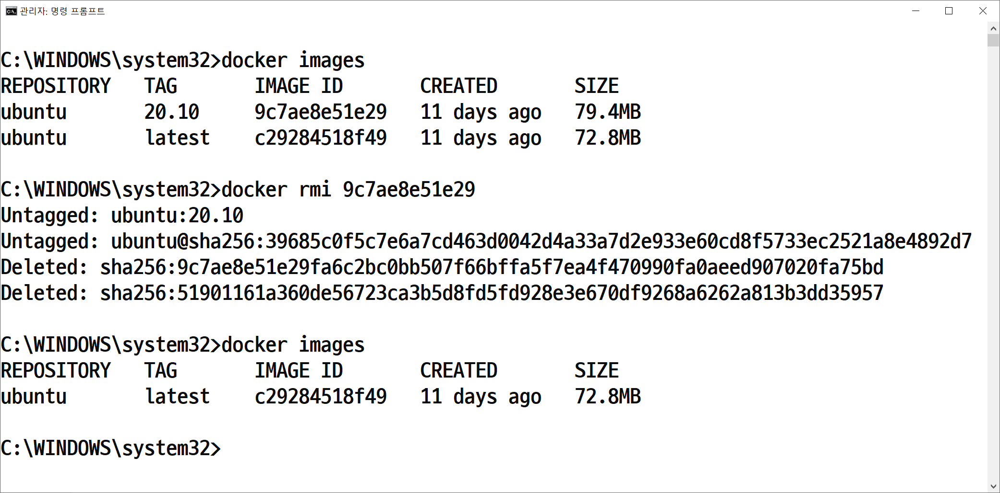 관리자: 명령 프롬프트
C:\WINDOWS\system32>docker images
REPOSITORY   TAG       IMAGE ID       CREATED       SIZE
ubuntu       20.10     9c7ae8e51e29   11 days ago   79.4MB
ubuntu       latest    c29284518f49   11 days ago   72.8MB
C:\WINDOWS\system32>docker rmi 9c7ae8e51e29
Untagged: ubuntu:20.10
Untagged: ubuntu@sha256:39685c0f5c7e6a7cd463d0042d4a33a7d2e933e60cd8f5733ec2521a8e4892d7
Deleted: sha256:9c7ae8e51e29fa6c2bc0bb507f66bffa5f7ea4f470990fa0aeed907020fa75bd
Deleted: sha256:51901161a360de56723ca3b5d8fd5fd928e3e670df9268a6262a813b3dd35957
C:\WINDOWS\system32>docker images
REPOSITORY   TAG       IMAGE ID       CREATED       SIZE
ubuntu       latest    c29284518f49   11 days ago   72.8MB
C:\WINDOWS\system32>